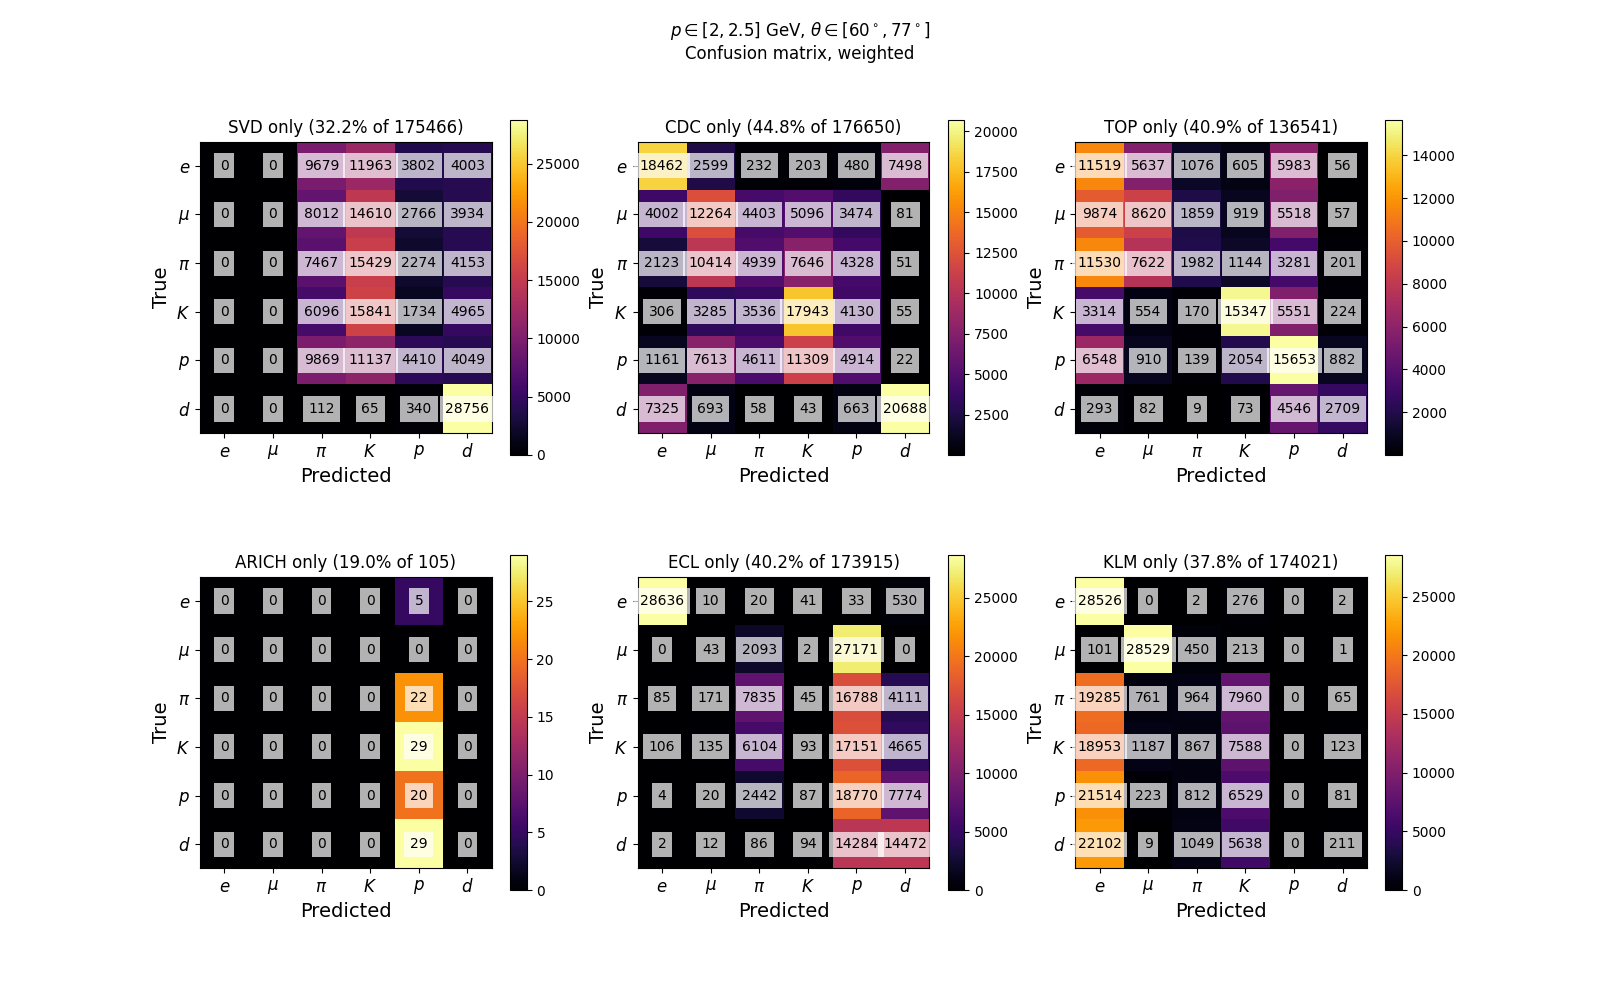 p ∈ [2, 2.5] GeV, θ ∈ [60°, 77°]
Confusion matrix, weighted
SVD only (32.2% of 175466)
True
e 0 0 9679 11963 3802 4003
μ 0 0 8012 14610 2766 3934
π 0 0 7467 15429 2274 4153
K 0 0 6096 15841 1734 4965
p 0 0 9869 11137 4410 4049
d 0 0 112 65 340 28756
e μ π K p d
Predicted
25000
20000
15000
10000
5000
0
CDC only (44.8% of 176650)
True
e 18462 2599 232 203 480 7498
μ 4002 12264 4403 5096 3474 81
π 2123 10414 4939 7646 4328 51
K 306 3285 3536 17943 4130 55
p 1161 7613 4611 11309 4914 22
d 7325 693 58 43 663 20688
e μ π K p d
Predicted
20000
17500
15000
12500
10000
7500
5000
2500
TOP only (40.9% of 136541)
True
e 11519 5637 1076 605 5983 56
μ 9874 8620 1859 919 5518 57
π 11530 7622 1982 1144 3281 201
K 3314 554 170 15347 5551 224
p 6548 910 139 2054 15653 882
d 293 82 9 73 4546 2709
e μ π K p d
Predicted
14000
12000
10000
8000
6000
4000
2000
ARICH only (19.0% of 105)
True
e 0 0 0 0 5 0
μ 0 0 0 0 0 0
π 0 0 0 0 22 0
K 0 0 0 0 29 0
p 0 0 0 0 20 0
d 0 0 0 0 29 0
e μ π K p d
Predicted
25
20
15
10
5
0
ECL only (40.2% of 173915)
True
e 28636 10 20 41 33 530
μ 0 43 2093 2 27171 0
π 85 171 7835 45 16788 4111
K 106 135 6104 93 17151 4665
p 4 20 2442 87 18770 7774
d 2 12 86 94 14284 14472
e μ π K p d
Predicted
25000
20000
15000
10000
5000
0
KLM only (37.8% of 174021)
True
e 28526 0 2 276 0 2
μ 101 28529 450 213 0 1
π 19285 761 964 7960 0 65
K 18953 1187 867 7588 0 123
p 21514 223 812 6529 0 81
d 22102 9 1049 5638 0 211
e μ π K p d
Predicted
25000
20000
15000
10000
5000
0